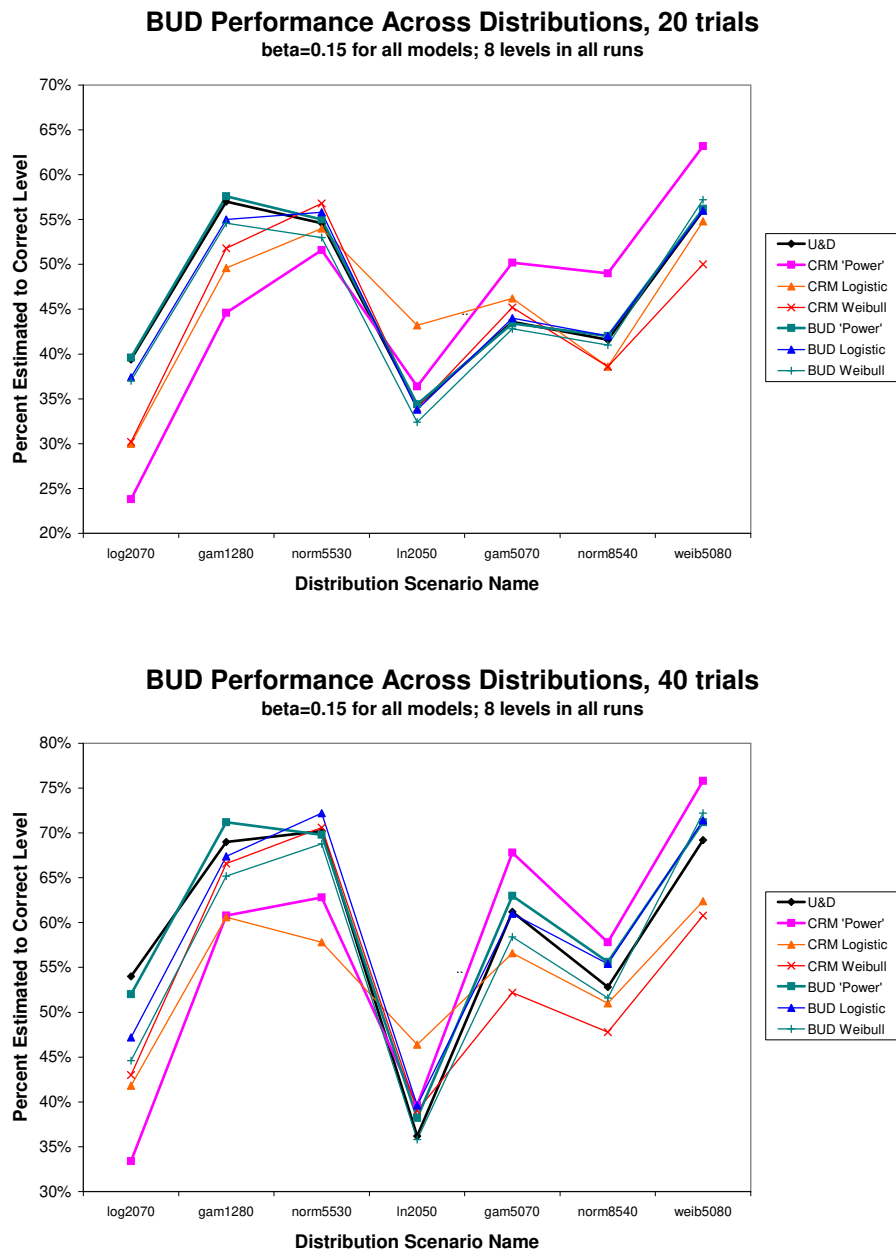 BUD Performance Across Distributions, 20 trials
beta=0.15 for all models; 8 levels in all runs
Percent Estimated to Correct Level
70%
65%
60%
55%
50%
45%
40%
35%
30%
25%
20%
log2070 gam1280 norm5530 ln2050 gam5070 norm8540 weib5080
Distribution Scenario Name
U&D
CRM 'Power'
CRM Logistic
CRM Weibull
BUD 'Power'
BUD Logistic
BUD Weibull
BUD Performance Across Distributions, 40 trials
beta=0.15 for all models; 8 levels in all runs
Percent Estimated to Correct Level
80%
75%
70%
65%
60%
55%
50%
45%
40%
35%
30%
log2070 gam1280 norm5530 ln2050 gam5070 norm8540 weib5080
Distribution Scenario Name
U&D
CRM 'Power'
CRM Logistic
CRM Weibull
BUD 'Power'
BUD Logistic
BUD Weibull